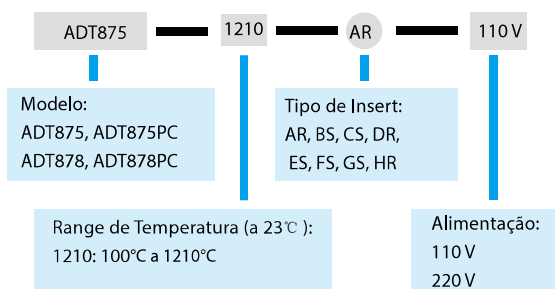 ADT875
1210
AR
110 V
Modelo:
ADT875, ADT875PC
ADT878, ADT878PC
Tipo de Insert:
AR, BS, CS, DR,
ES, FS, GS, HR
Range de Temperatura (a 23℃ ):
1210: 100°C a 1210°C
Alimentação:
110 V
220 V